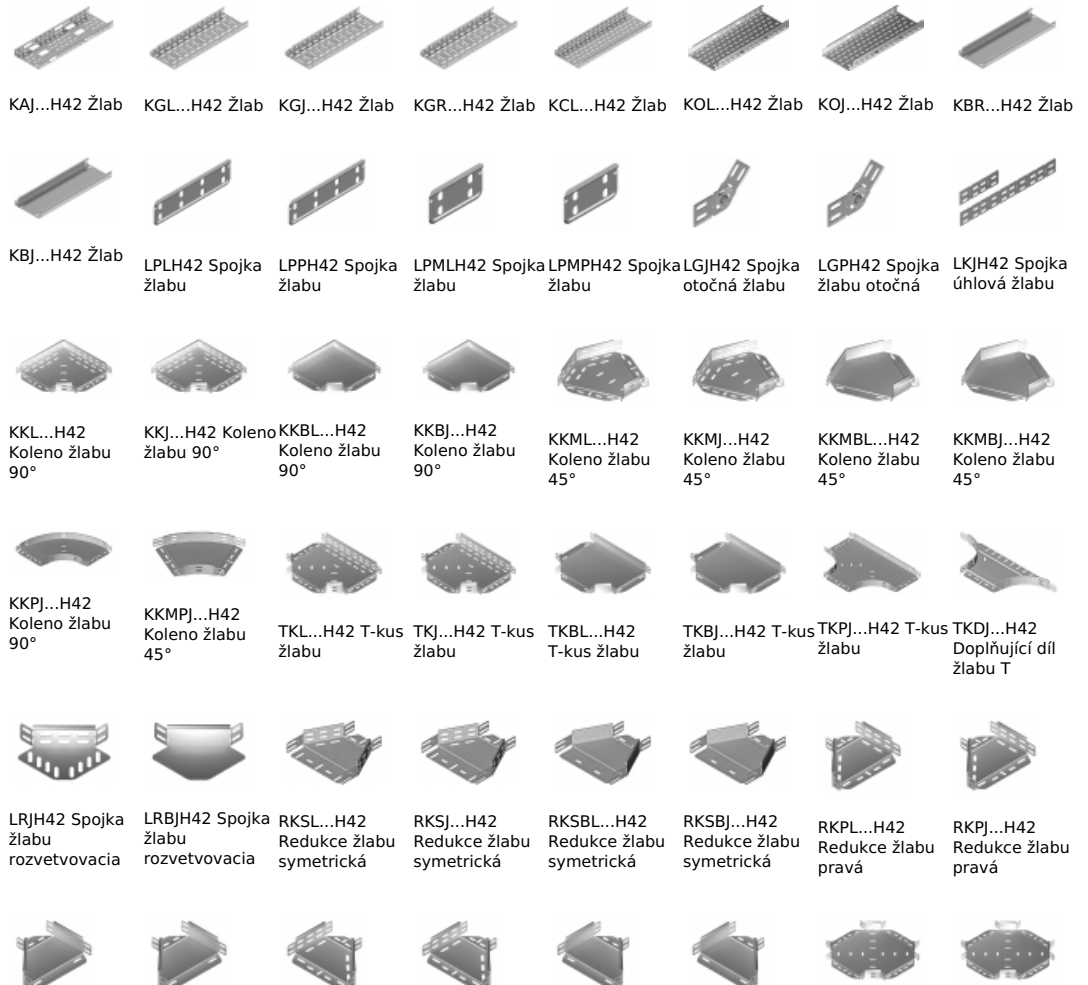 KAJ...H42 Žlab
KGL...H42 Žlab
KGJ...H42 Žlab
KGR...H42 Žlab
KCL...H42 Žlab
KOL...H42 Žlab
KOJ...H42 Žlab
KBR...H42 Žlab
KBJ...H42 Žlab
LPLH42 Spojka
žlabu
LPPH42 Spojka
žlabu
LPMLH42 Spojka
žlabu
LPMPH42 Spojka
žlabu
LGJH42 Spojka
otočná žlabu
LGPH42 Spojka
žlabu otočná
LKJH42 Spojka
úhlová žlabu
KKL...H42
Koleno žlabu
90°
KKJ...H42 Koleno
žlabu 90°
KKBL...H42
Koleno žlabu
90°
KKBJ...H42
Koleno žlabu
90°
KKML...H42
Koleno žlabu
45°
KKMJ...H42
Koleno žlabu
45°
KKMBL...H42
Koleno žlabu
45°
KKMBJ...H42
Koleno žlabu
45°
KKPJ...H42
Koleno žlabu
90°
KKMPJ...H42
Koleno žlabu
45°
TKL...H42 T-kus
žlabu
TKJ...H42 T-kus
žlabu
TKBL...H42
T-kus žlabu
TKBJ...H42 T-kus
žlabu
TKPJ...H42 T-kus
žlabu
TKDJ...H42
Doplňující díl
žlabu T
LRJH42 Spojka
žlabu
rozvetvovacia
LRBJH42 Spojka
žlabu
rozvetvovacia
RKSL...H42
Redukce žlabu
symetrická
RKSJ...H42
Redukce žlabu
symetrická
RKSBL...H42
Redukce žlabu
symetrická
RKSBJ...H42
Redukce žlabu
symetrická
RKPL...H42
Redukce žlabu
pravá
RKPJ...H42
Redukce žlabu
pravá